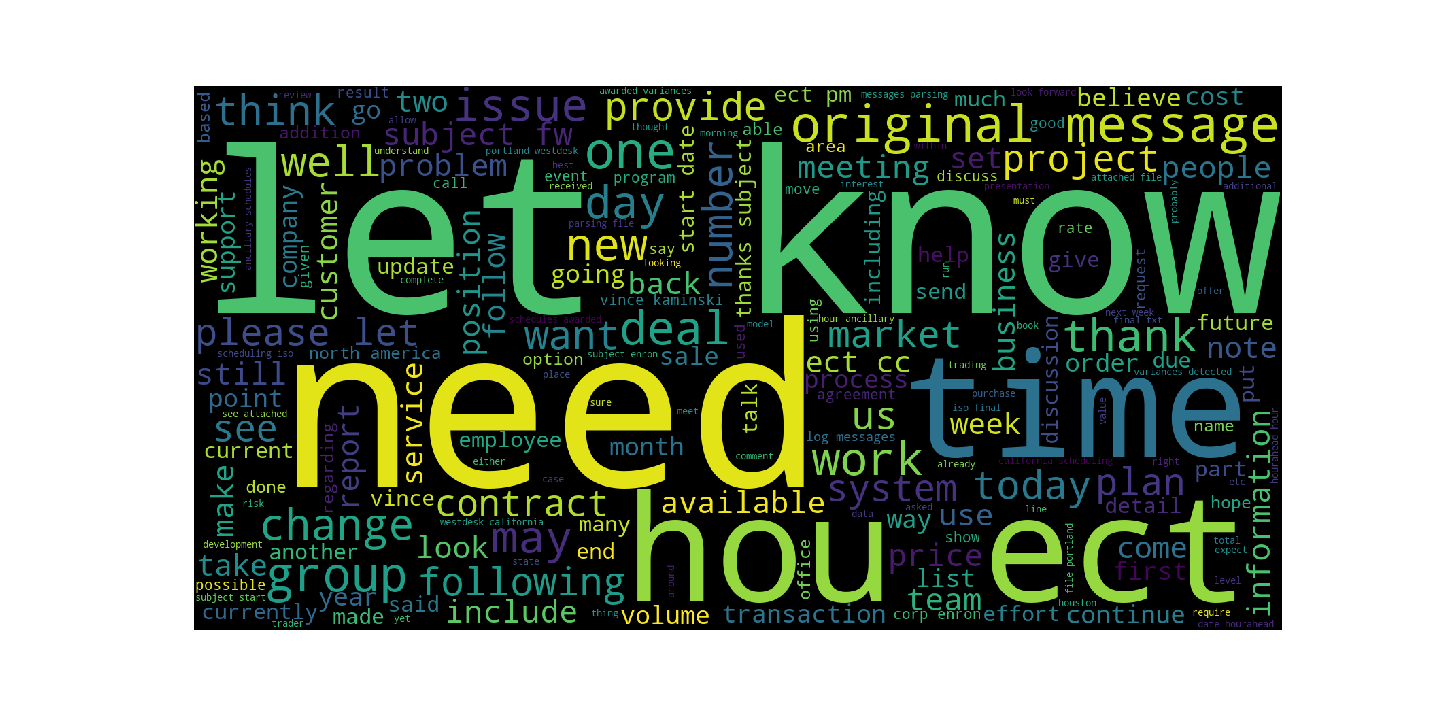 let know
need
time
hou ect
original message
think
issue
provide
one
day
new
well
subject fw
problem
two
go
result
review
based
addition
allow
understand
working
support
company
given
customer
ancillary schedules
portland westdesk
call
update
complete
best
received
event
program
parsing file
say
looking
going
back
position
follow
awarded variances
thought
able
ect pm
much
messages parsing
look forward
good
believe
cost
morning
number
start date
thanks subject
area
meeting
set
within
project
people
discuss
move
interest
including
presentation
attached file
additional
probably
must
rate
help
give
send
business
request
offer
please let
scheduling iso
north america
still
point
see attached
see
current
vince kaminski
schedules awarded
want
deal
option
subject enron
sale
used
model
using
hour ancillary
market
ect cc
process
agreement
book
trading
next week
final txt
thank
future
order
due
note
variances detected
put
purchase
iso final
value
discussion
us
week
name
place
sure
meet
talk
service
employee
month
either
comment
log messages
work
already
california scheduling
right
part
etc
information
hourahead hour
report
regarding
make
done
risk
vince
contract
case
available
system
today
plan
detail
hope
change
westdesk california
many
data
asked
way
use
line
development
another
look
may
end
state
office
show
price
come
total
expect
take
possible
group
following
around
list
first
file portland
level
subject start
year
currently
said
made
include
volume
transaction
team
corp enron
effort
houston
continue
require
trader
yet
thing
date hourahead